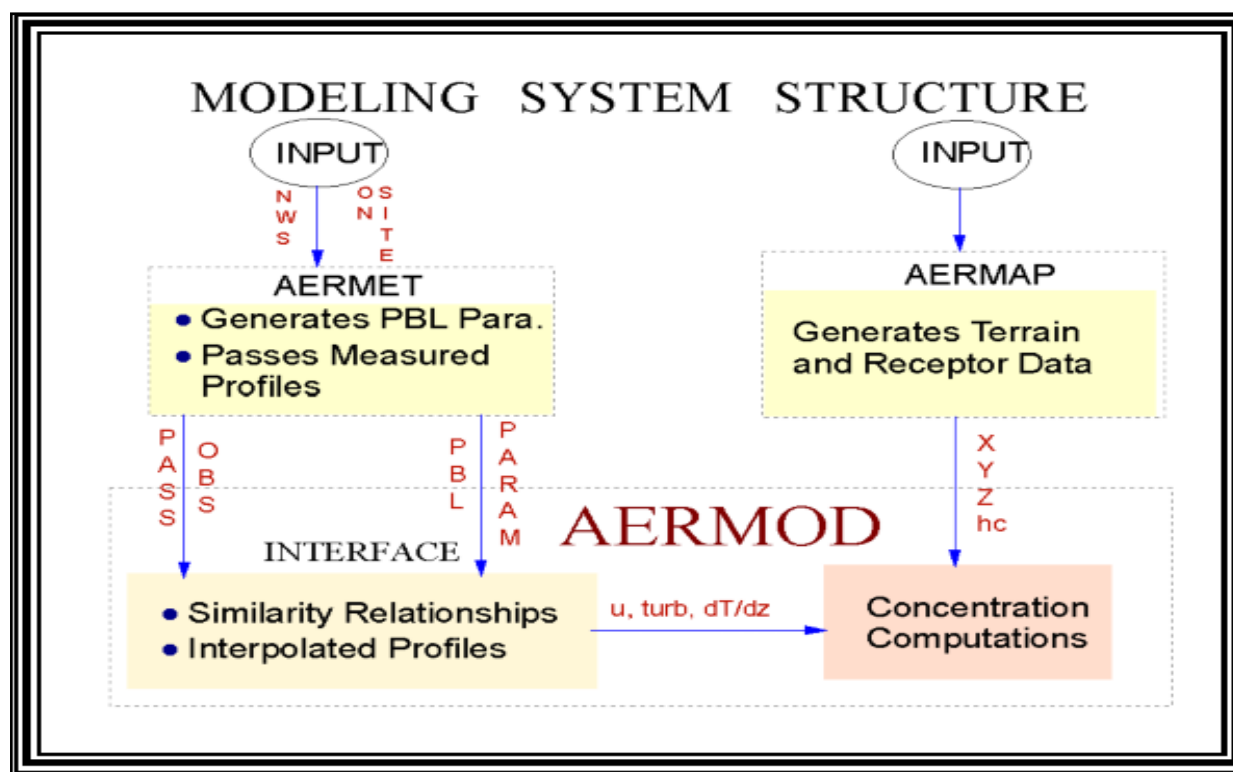 MODELING SYSTEM STRUCTURE
INPUT
NWS
ON
SITE
AERMET
• Generates PBL Para.
• Passes Measured
Profiles
INPUT
AERMAP
Generates Terrain
and Receptor Data
PASS
OBS
PBL
PARAM
X
Y
Z
hc
AERMOD
INTERFACE
• Similarity Relationships
• Interpolated Profiles
u, turb, dT/dz
Concentration
Computations